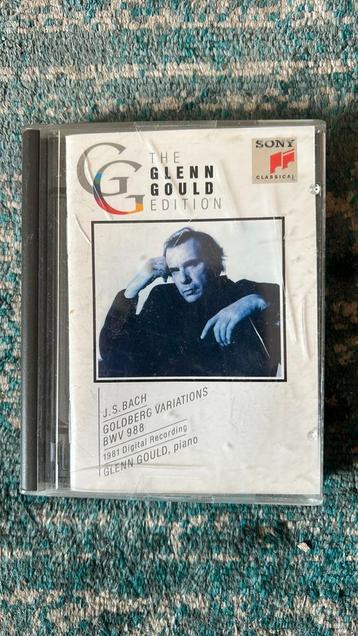 THE
GLENN
GOULD
EDITION
GG
SONY
CLASSICAL
J.S. BACH
GOLDBERG VARIATIONS
BWV 988
1981 Digital Recording
GLENN GOULD, piano